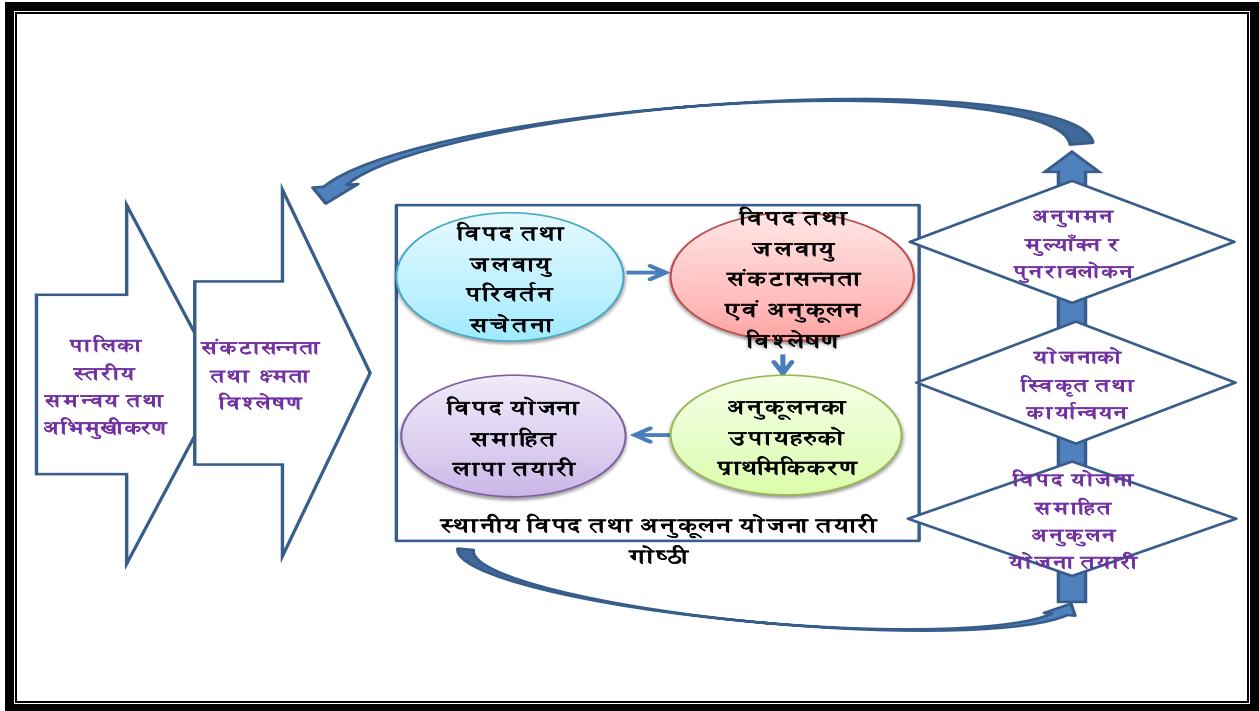 पालिका
स्तरीय
समन्वय तथा
अभिमुखीकरण
संकटासन्नता
तथा क्ष्मता
विश्लेषण
विपद तथा
जलवायु
परिवर्तन
सचेतना
विपद तथा
जलवायु
संकटासन्नता
एवं अनुकूलन
विश्लेषण
अनुकूलनका
उपायहरुको
प्राथमिकिकरण
विपद योजना
समाहित
लापा तयारी
स्थानीय विपद तथा अनुकूलन योजना तयारी
गोष्ठी
विपद योजना
समाहित
अनुकुलन
योजना तयारी
योजनाको
स्विकृत तथा
कार्यान्वयन
अनुगमन
मुल्याँक्न र
पुनरावलोकन